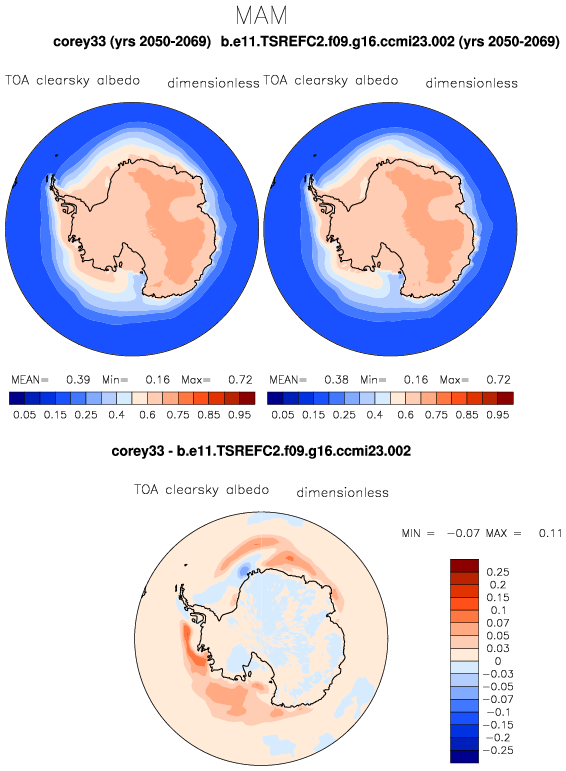 MAM
corey33 (yrs 2050-2069) b.e11.TSREFC2.f09.g16.ccmi23.002 (yrs 2050-2069)
TOA clearsky albedo dimensionless TOA clearsky albedo dimensionless
MEAN= 0.39 Min= 0.16 Max= 0.72 MEAN= 0.38 Min= 0.16 Max= 0.72
0.05 0.15 0.25 0.4 0.6 0.75 0.85 0.95 0.05 0.15 0.25 0.4 0.6 0.75 0.85 0.95
corey33 - b.e11.TSREFC2.f09.g16.ccmi23.002
TOA clearsky albedo dimensionless
MIN = -0.07 MAX = 0.11
0.25
0.2
0.15
0.1
0.07
0.05
0.03
0
-0.03
-0.05
-0.07
-0.1
-0.15
-0.2
-0.25